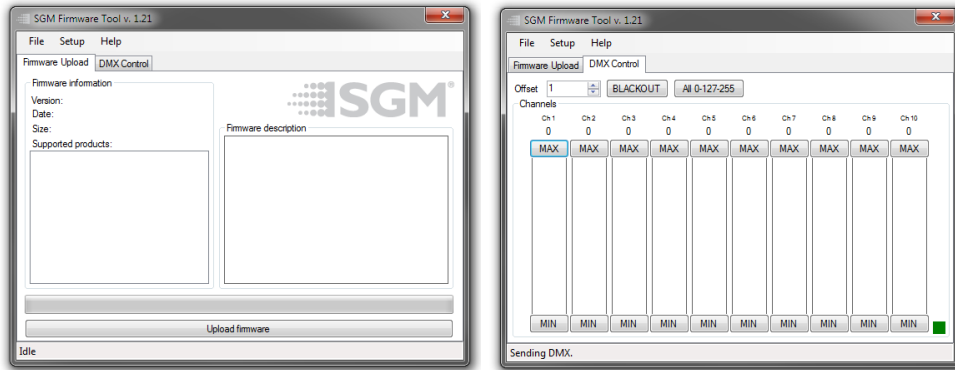 SGM Firmware Tool v. 1.21
File Setup Help
Firmware Upload DMX Control
Firmware information
Version:
Date:
Size:
Supported products:
SGM
Firmware description
Upload firmware
Idle
SGM Firmware Tool v. 1.21
File Setup Help
Firmware Upload DMX Control
Offset 1 BLACKOUT All 0-127-255
Channels
Ch 1 Ch 2 Ch 3 Ch 4 Ch 5 Ch 6 Ch 7 Ch 8 Ch 9 Ch 10
0 0 0 0 0 0 0 0 0 0
MAX MAX MAX MAX MAX MAX MAX MAX MAX MAX
MIN MIN MIN MIN MIN MIN MIN MIN MIN MIN
Sending DMX.